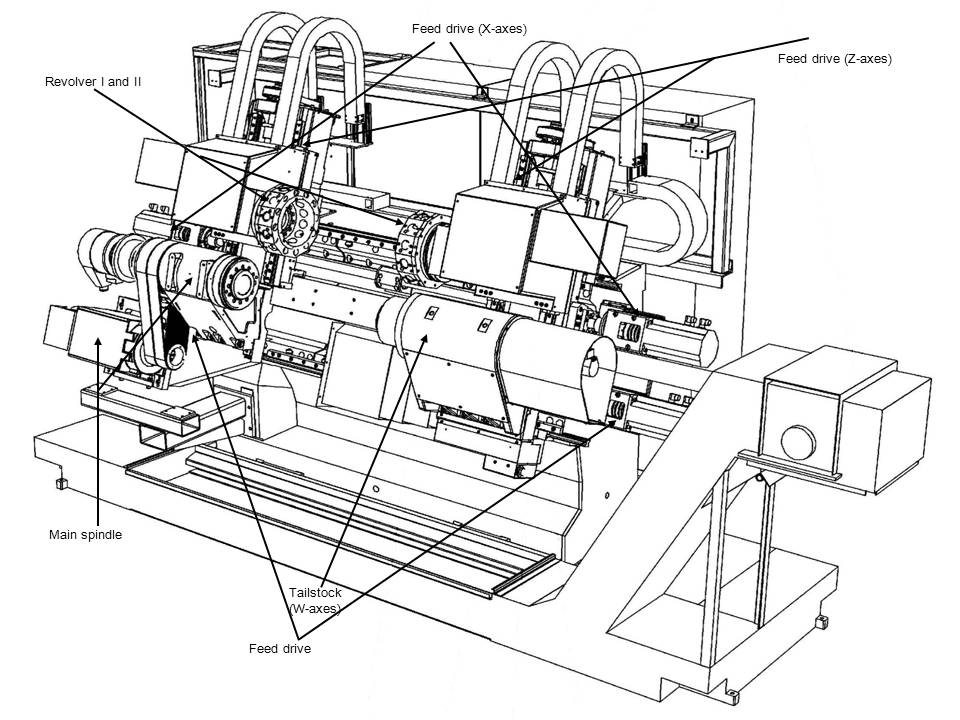 Feed drive (X-axes)
Feed drive (Z-axes)
Revolver I and II
Main spindle
Tailstock
(W-axes)
Feed drive